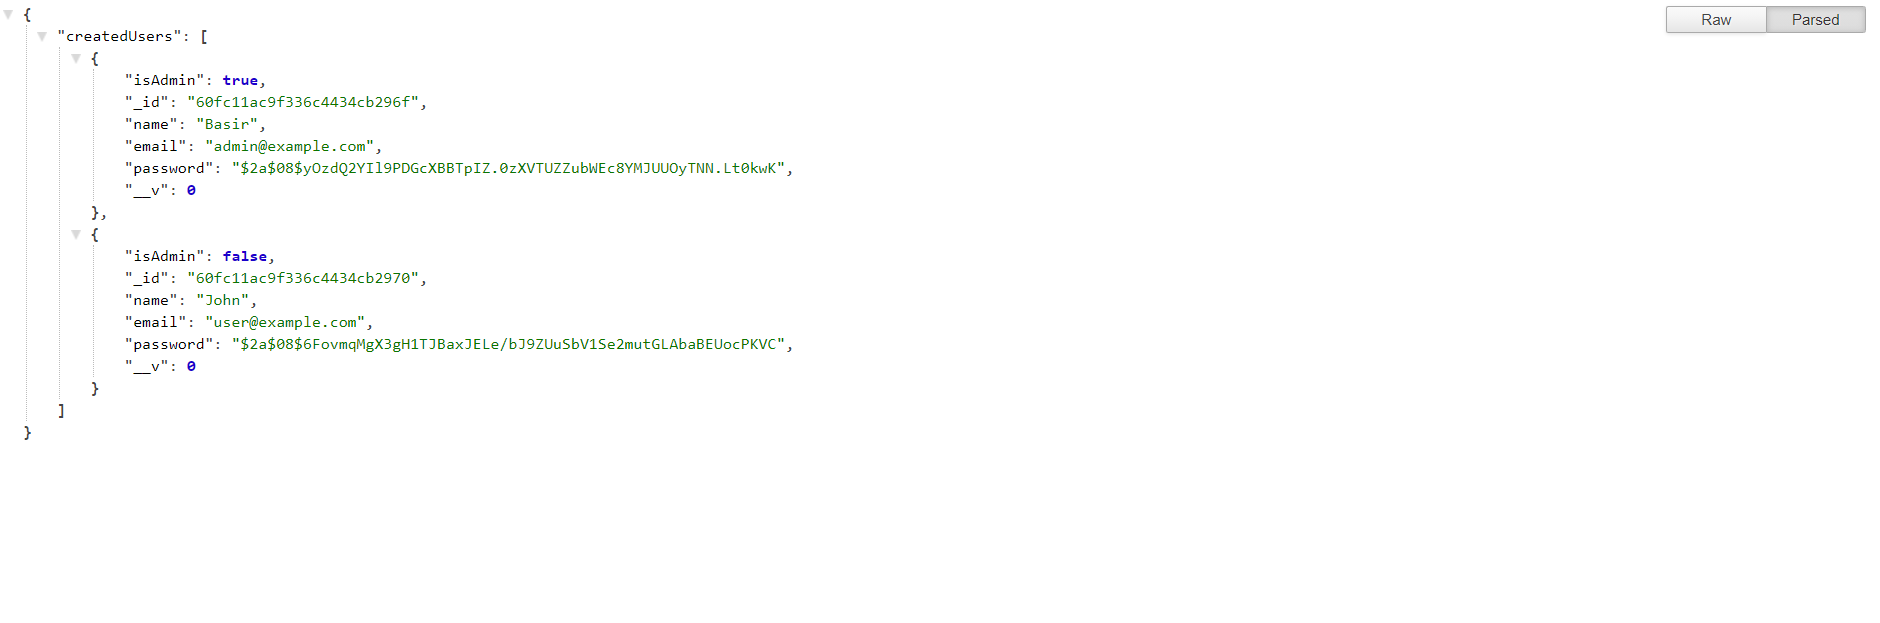 Raw Parsed
{
"createdUsers": [
{
"isAdmin": true,
"_id": "60fc11ac9f336c4434cb296f",
"name": "Basir",
"email": "admin@example.com",
"password": "$2a$08$yOzdQ2YIl9PDGcXBBTpIZ.0zXVTUZZubWEc8YMJUUOyTNN.Lt0kwK",
"__v": 0
},
{
"isAdmin": false,
"_id": "60fc11ac9f336c4434cb2970",
"name": "John",
"email": "user@example.com",
"password": "$2a$08$6FovmqMgX3gH1TJBaxJELe/bJ9ZUuSbV1Se2mutGLAbaBEUocPKVC",
"__v": 0
}
]
}